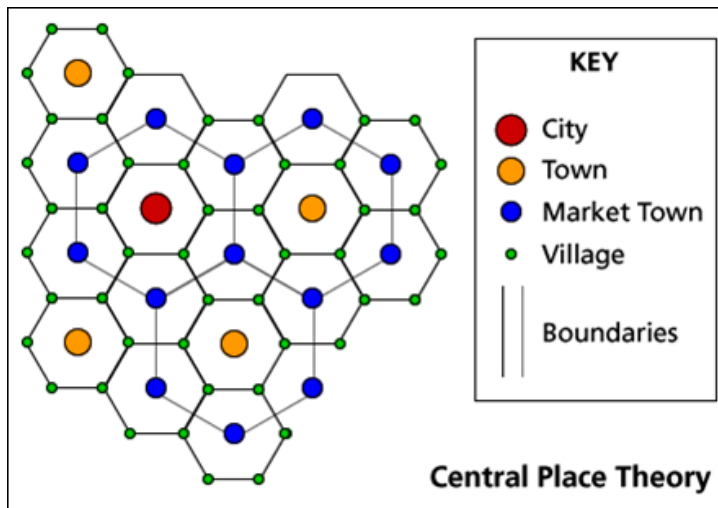 KEY
City
Town
Market Town
Village
Boundaries
Central Place Theory